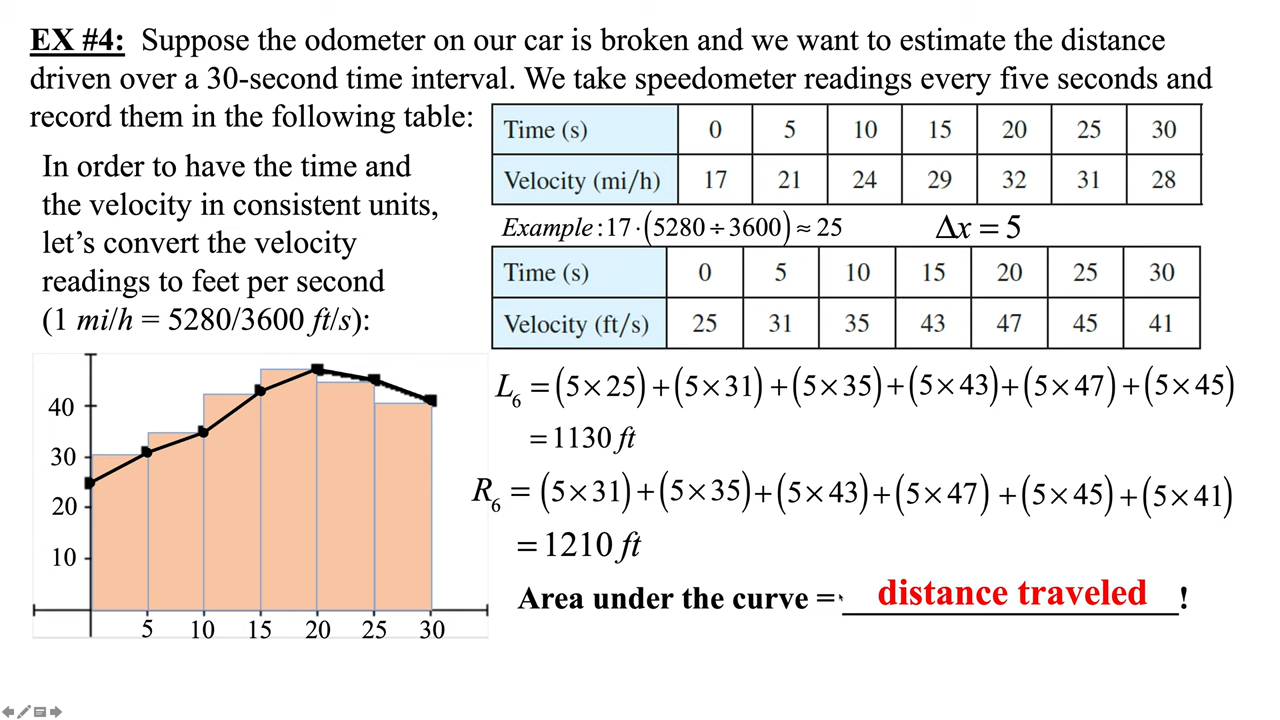 EX #4: Suppose the odometer on our car is broken and we want to estimate the distance
driven over a 30-second time interval. We take speedometer readings every five seconds and
record them in the following table:
Time (s) 0 5 10 15 20 25 30
Velocity (mi/h) 17 21 24 29 32 31 28
In order to have the time and
the velocity in consistent units,
let's convert the velocity
readings to feet per second
(1 mi/h = 5280/3600 ft/s):
Example : 17 · (5280 ÷ 3600) ≈ 25 Δx = 5
Time (s) 0 5 10 15 20 25 30
Velocity (ft/s) 25 31 35 43 47 45 41
40
30
20
10
5 10 15 20 25 30
L₆ = (5×25) + (5×31) + (5×35) + (5×43) + (5×47) + (5×45)
= 1130 ft
R₆ = (5×31) + (5×35) + (5×43) + (5×47) + (5×45) + (5×41)
= 1210 ft
Area under the curve = distance traveled !